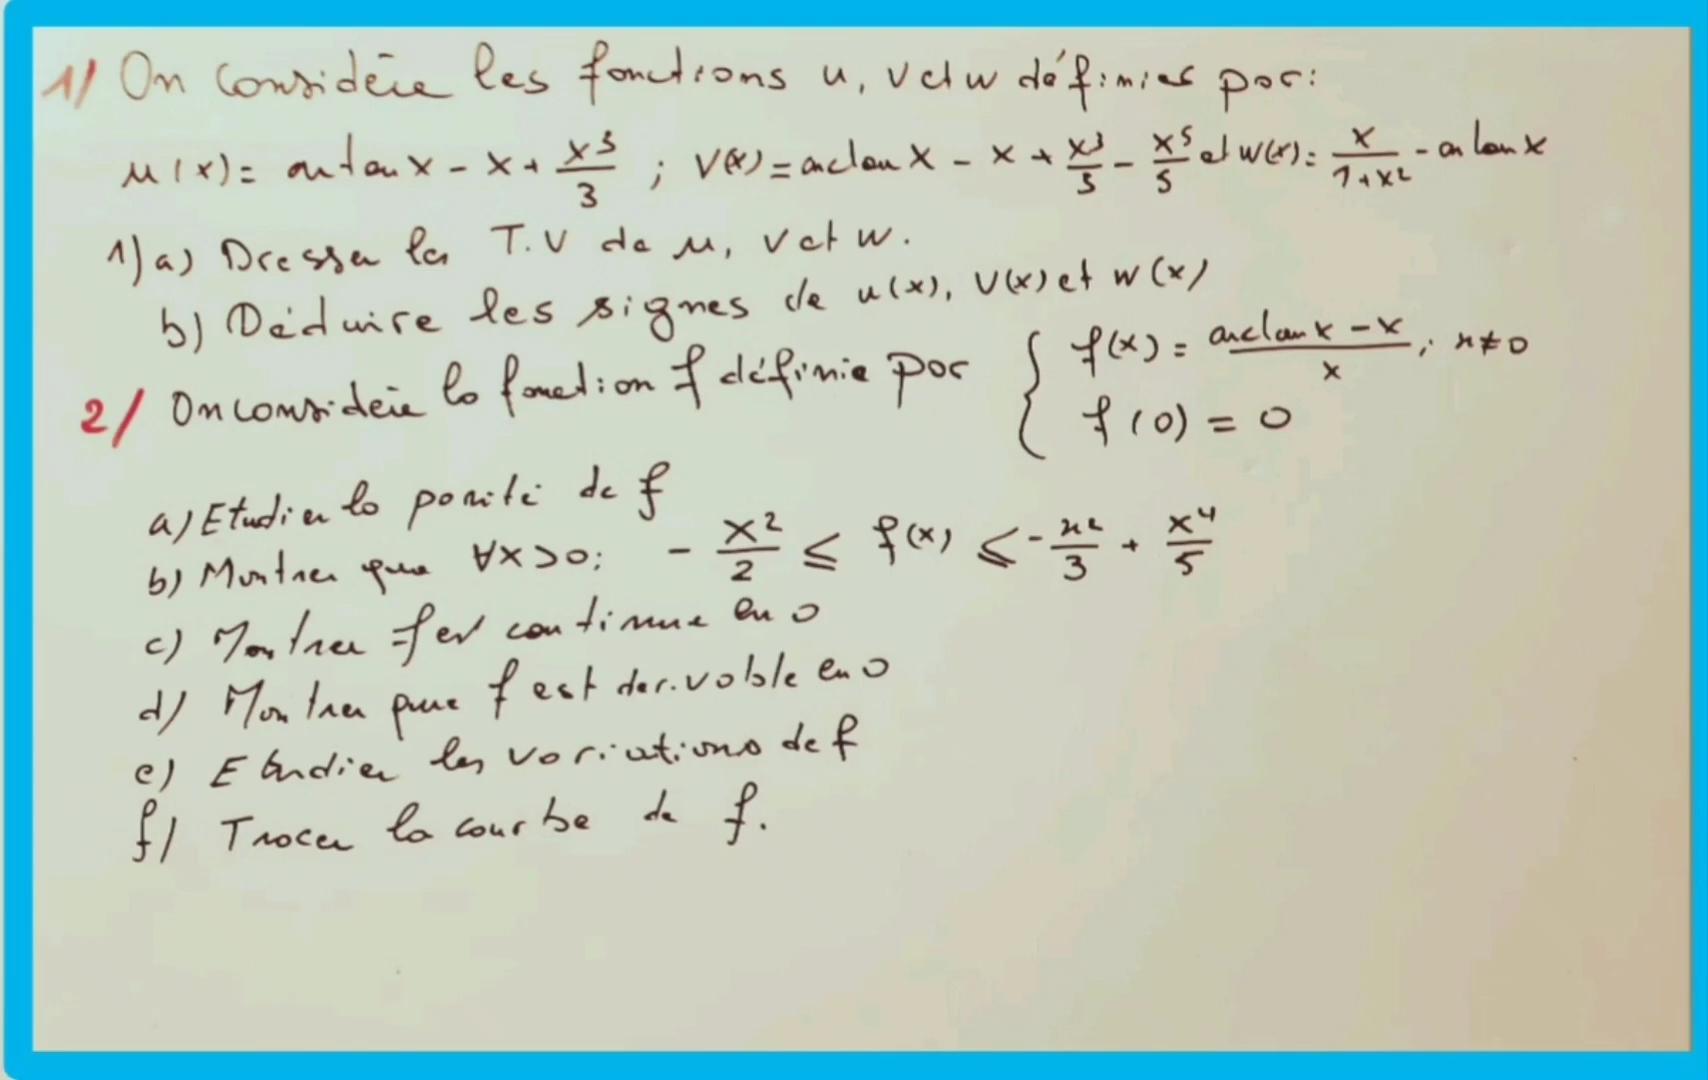 1/ On considère les fonctions u, v et w définies par:
u(x)= arctan x - x + x³/3 ; V(x)= arctan x - x + x³/3 - x⁵/5 et w(x)= x/(1+x²) - arctan x
1) a) Dresser les T.V de u, v et w.
b) Déduire les signes de u(x), V(x) et w(x)
2/ On considère la fonction f définie par { f(x) = (arctan x - x)/x ; x≠0
f(0) = 0
a) Etudier la parité de f
b) Montrer que ∀x>0: - x²/2 ≤ f(x) ≤ - x²/3 + x⁴/5
c) Montrer f est continue en 0
d) Montrer que f est derivable en 0
e) Etudier les variations de f
f) Tracer la courbe de f.